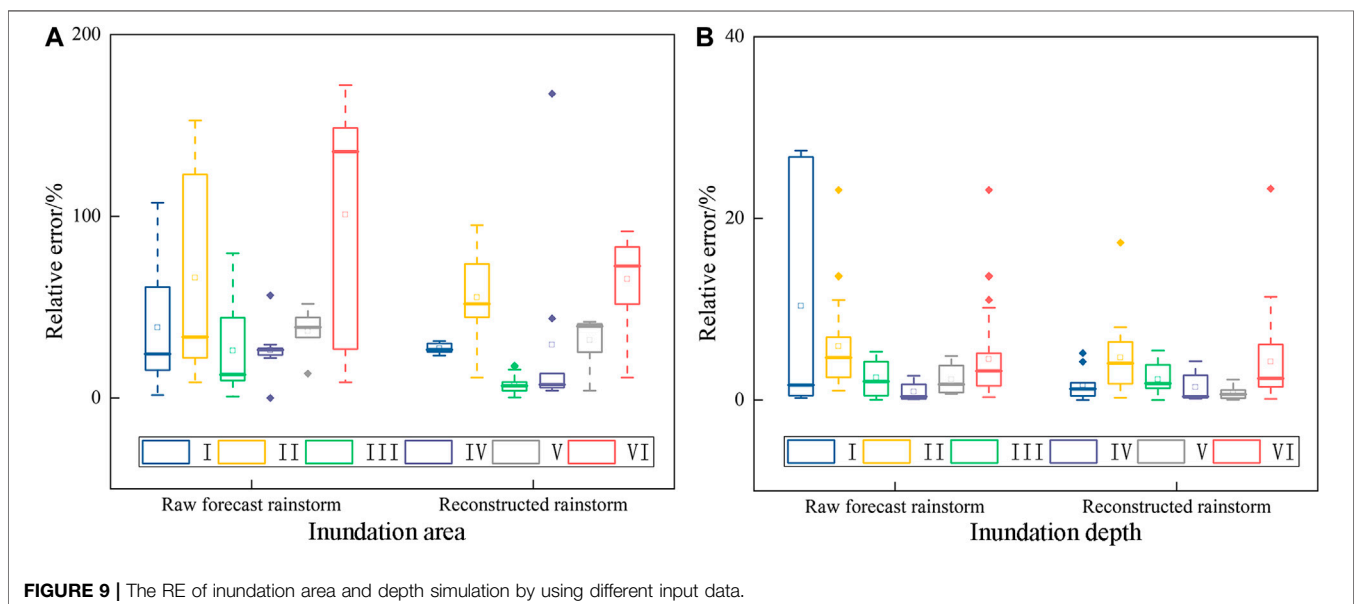 A
B
200
100
0
Relative error/%
I II III IV V VI
Raw forecast rainstorm
Reconstructed rainstorm
Inundation area
40
20
0
Relative error/%
I II III IV V VI
Raw forecast rainstorm
Reconstructed rainstorm
Inundation depth
FIGURE 9 | The RE of inundation area and depth simulation by using different input data.